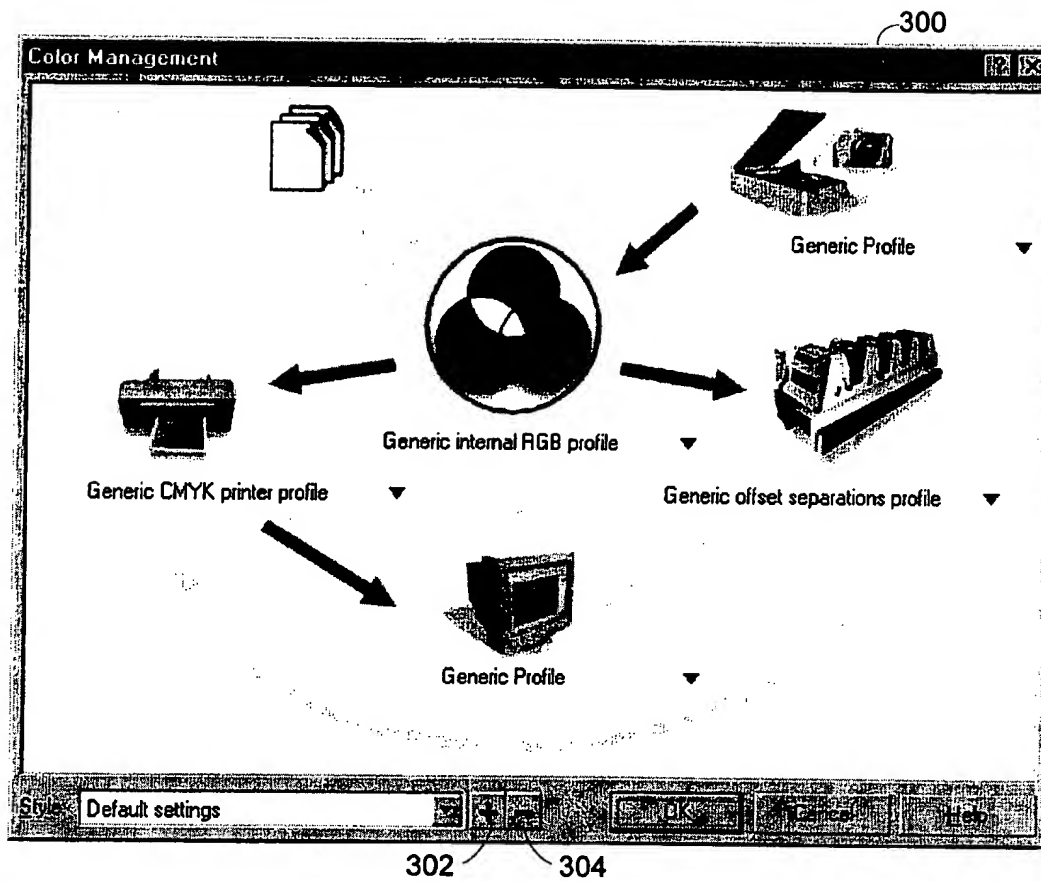 300
Color Management
Generic Profile
Generic internal RGB profile
Generic CMYK printer profile
Generic offset separations profile
Generic Profile
Style:
Default settings
+
OK
Cancel
Help
302
304